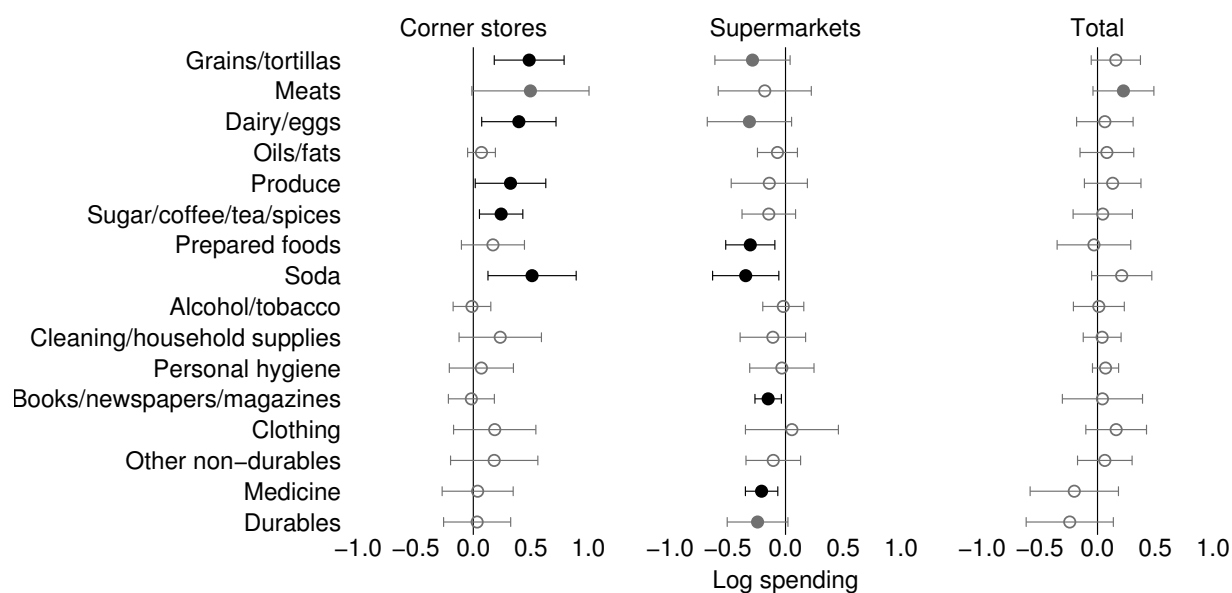 Corner stores Supermarkets Total
Grains/tortillas
Meats
Dairy/eggs
Oils/fats
Produce
Sugar/coffee/tea/spices
Prepared foods
Soda
Alcohol/tobacco
Cleaning/household supplies
Personal hygiene
Books/newspapers/magazines
Clothing
Other non−durables
Medicine
Durables
−1.0 −0.5 0.0 0.5 1.0 −1.0 −0.5 0.0 0.5 1.0 −1.0 −0.5 0.0 0.5 1.0
Log spending